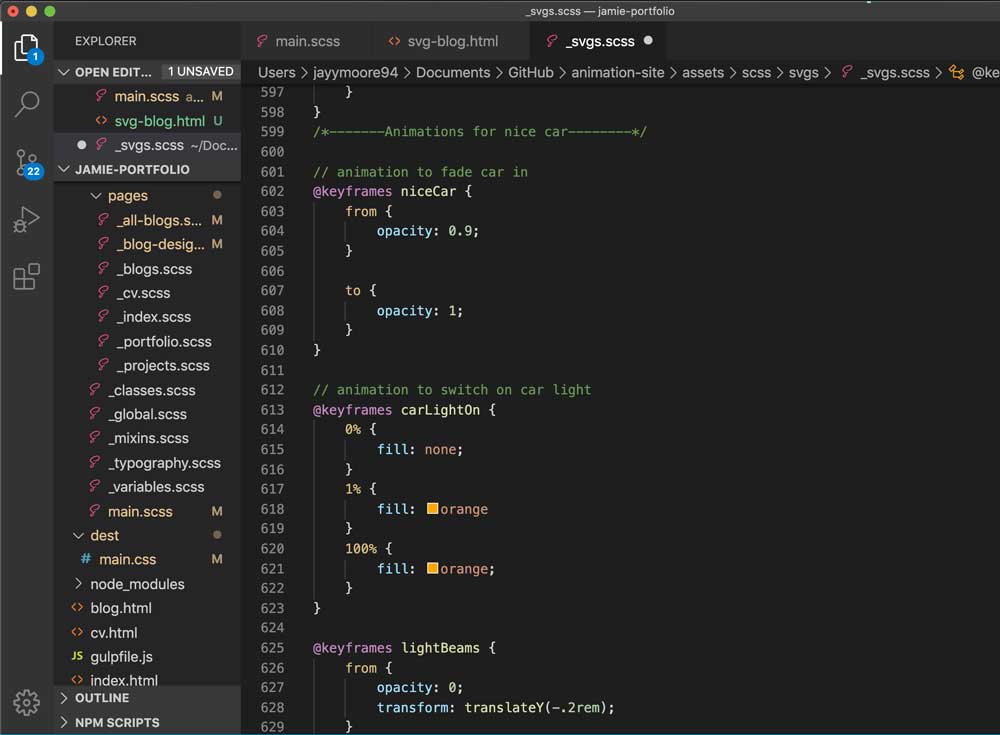 _svgs.scss — jamie-portfolio
1
22
EXPLORER
OPEN EDIT... 1 UNSAVED
main.scss a... M
svg-blog.html U
_svgs.scss ~/Doc...
JAMIE-PORTFOLIO
pages
_all-blogs.s... M
_blog-desig... M
_blogs.scss
_cv.scss
_index.scss
_portfolio.scss
_projects.scss
_classes.scss
_global.scss
_mixins.scss
_typography.scss
_variables.scss
main.scss M
dest
# main.css M
node_modules
<> blog.html
<> cv.html
JS gulpfile.js
<> index.html
OUTLINE
NPM SCRIPTS
main.scss <> svg-blog.html _svgs.scss
Users > jayymoore94 > Documents > GitHub > animation-site > assets > scss > svgs > _svgs.scss > @ke
597 }
598 }
599 /*-------Animations for nice car--------*/
600
601 // animation to fade car in
602 @keyframes niceCar {
603 from {
604 opacity: 0.9;
605 }
606
607 to {
608 opacity: 1;
609 }
610 }
611
612 // animation to switch on car light
613 @keyframes carLightOn {
614 0% {
615 fill: none;
616 }
617 1% {
618 fill: orange
619 }
620 100% {
621 fill: orange;
622 }
623 }
624
625 @keyframes lightBeams {
626 from {
627 opacity: 0;
628 transform: translateY(-.2rem);
629 }